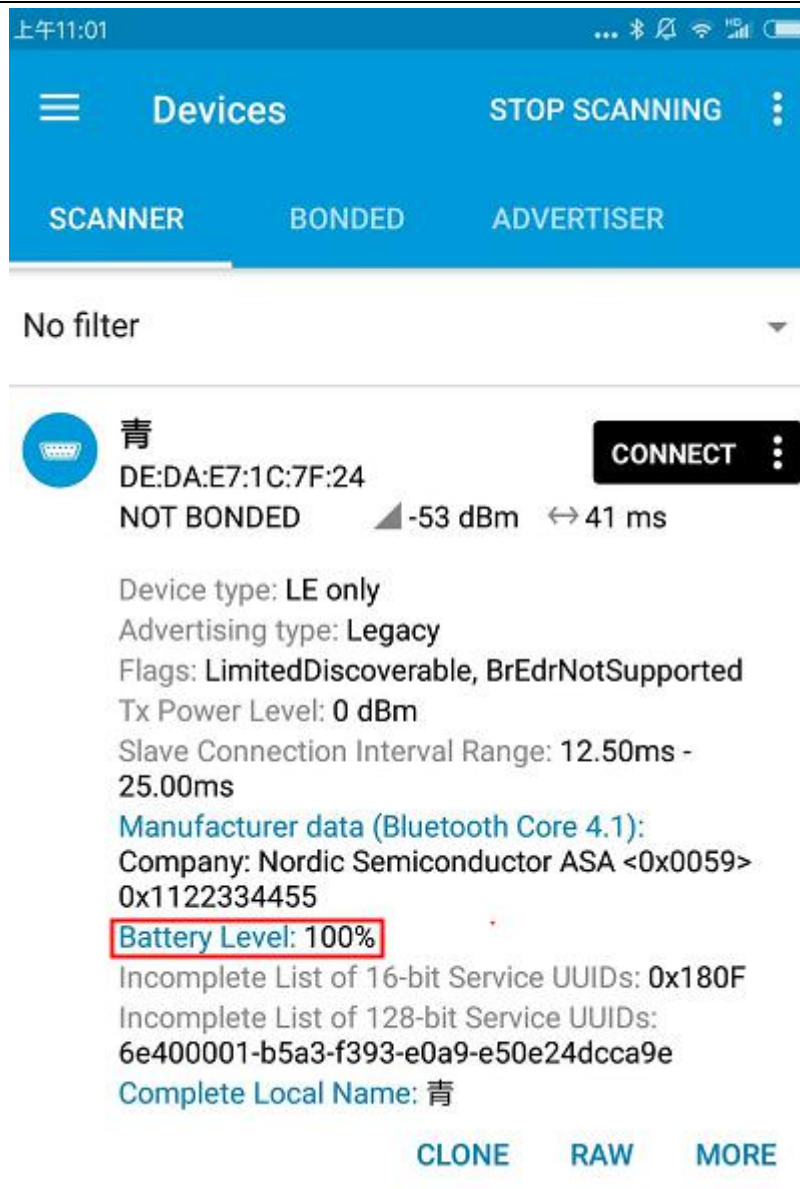 上午11:01
... HD
Devices STOP SCANNING
SCANNER BONDED ADVERTISER
No filter
青
CONNECT
DE:DA:E7:1C:7F:24
NOT BONDED -53 dBm ↔ 41 ms
Device type: LE only
Advertising type: Legacy
Flags: LimitedDiscoverable, BrEdrNotSupported
Tx Power Level: 0 dBm
Slave Connection Interval Range: 12.50ms -
25.00ms
Manufacturer data (Bluetooth Core 4.1):
Company: Nordic Semiconductor ASA <0x0059>
0x1122334455
Battery Level: 100%
Incomplete List of 16-bit Service UUIDs: 0x180F
Incomplete List of 128-bit Service UUIDs:
6e400001-b5a3-f393-e0a9-e50e24dcca9e
Complete Local Name: 青
CLONE RAW MORE